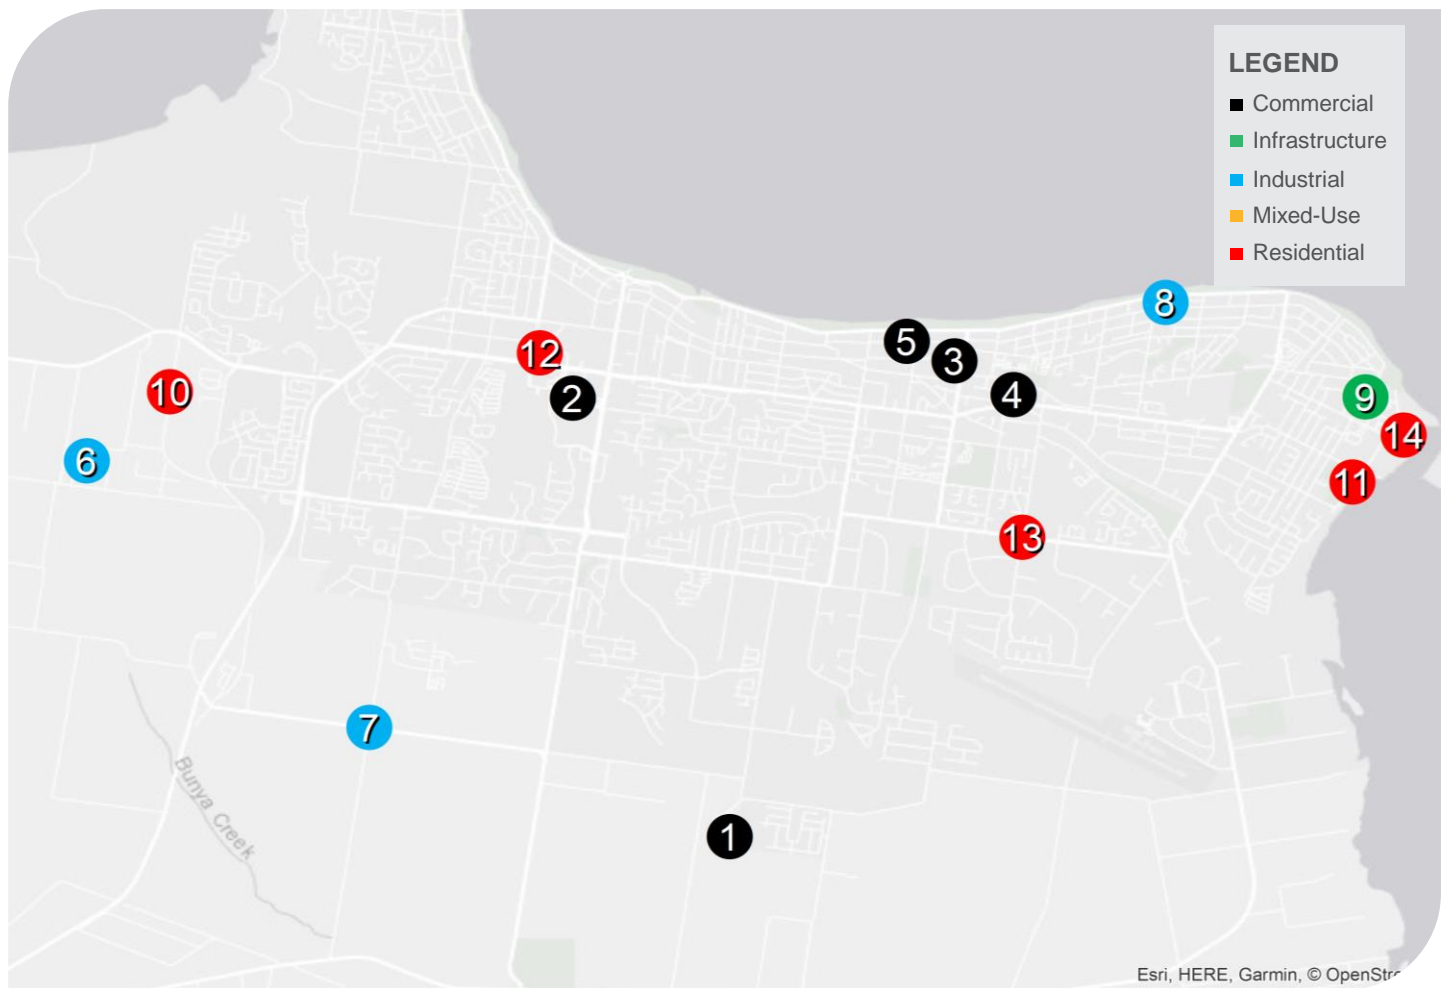 LEGEND
Commercial
Infrastructure
Industrial
Mixed-Use
Residential
8
5
3
12
10
2
4
9
14
6
11
13
7
Bunya Creek
1
Esri, HERE, Garmin, © OpenStre